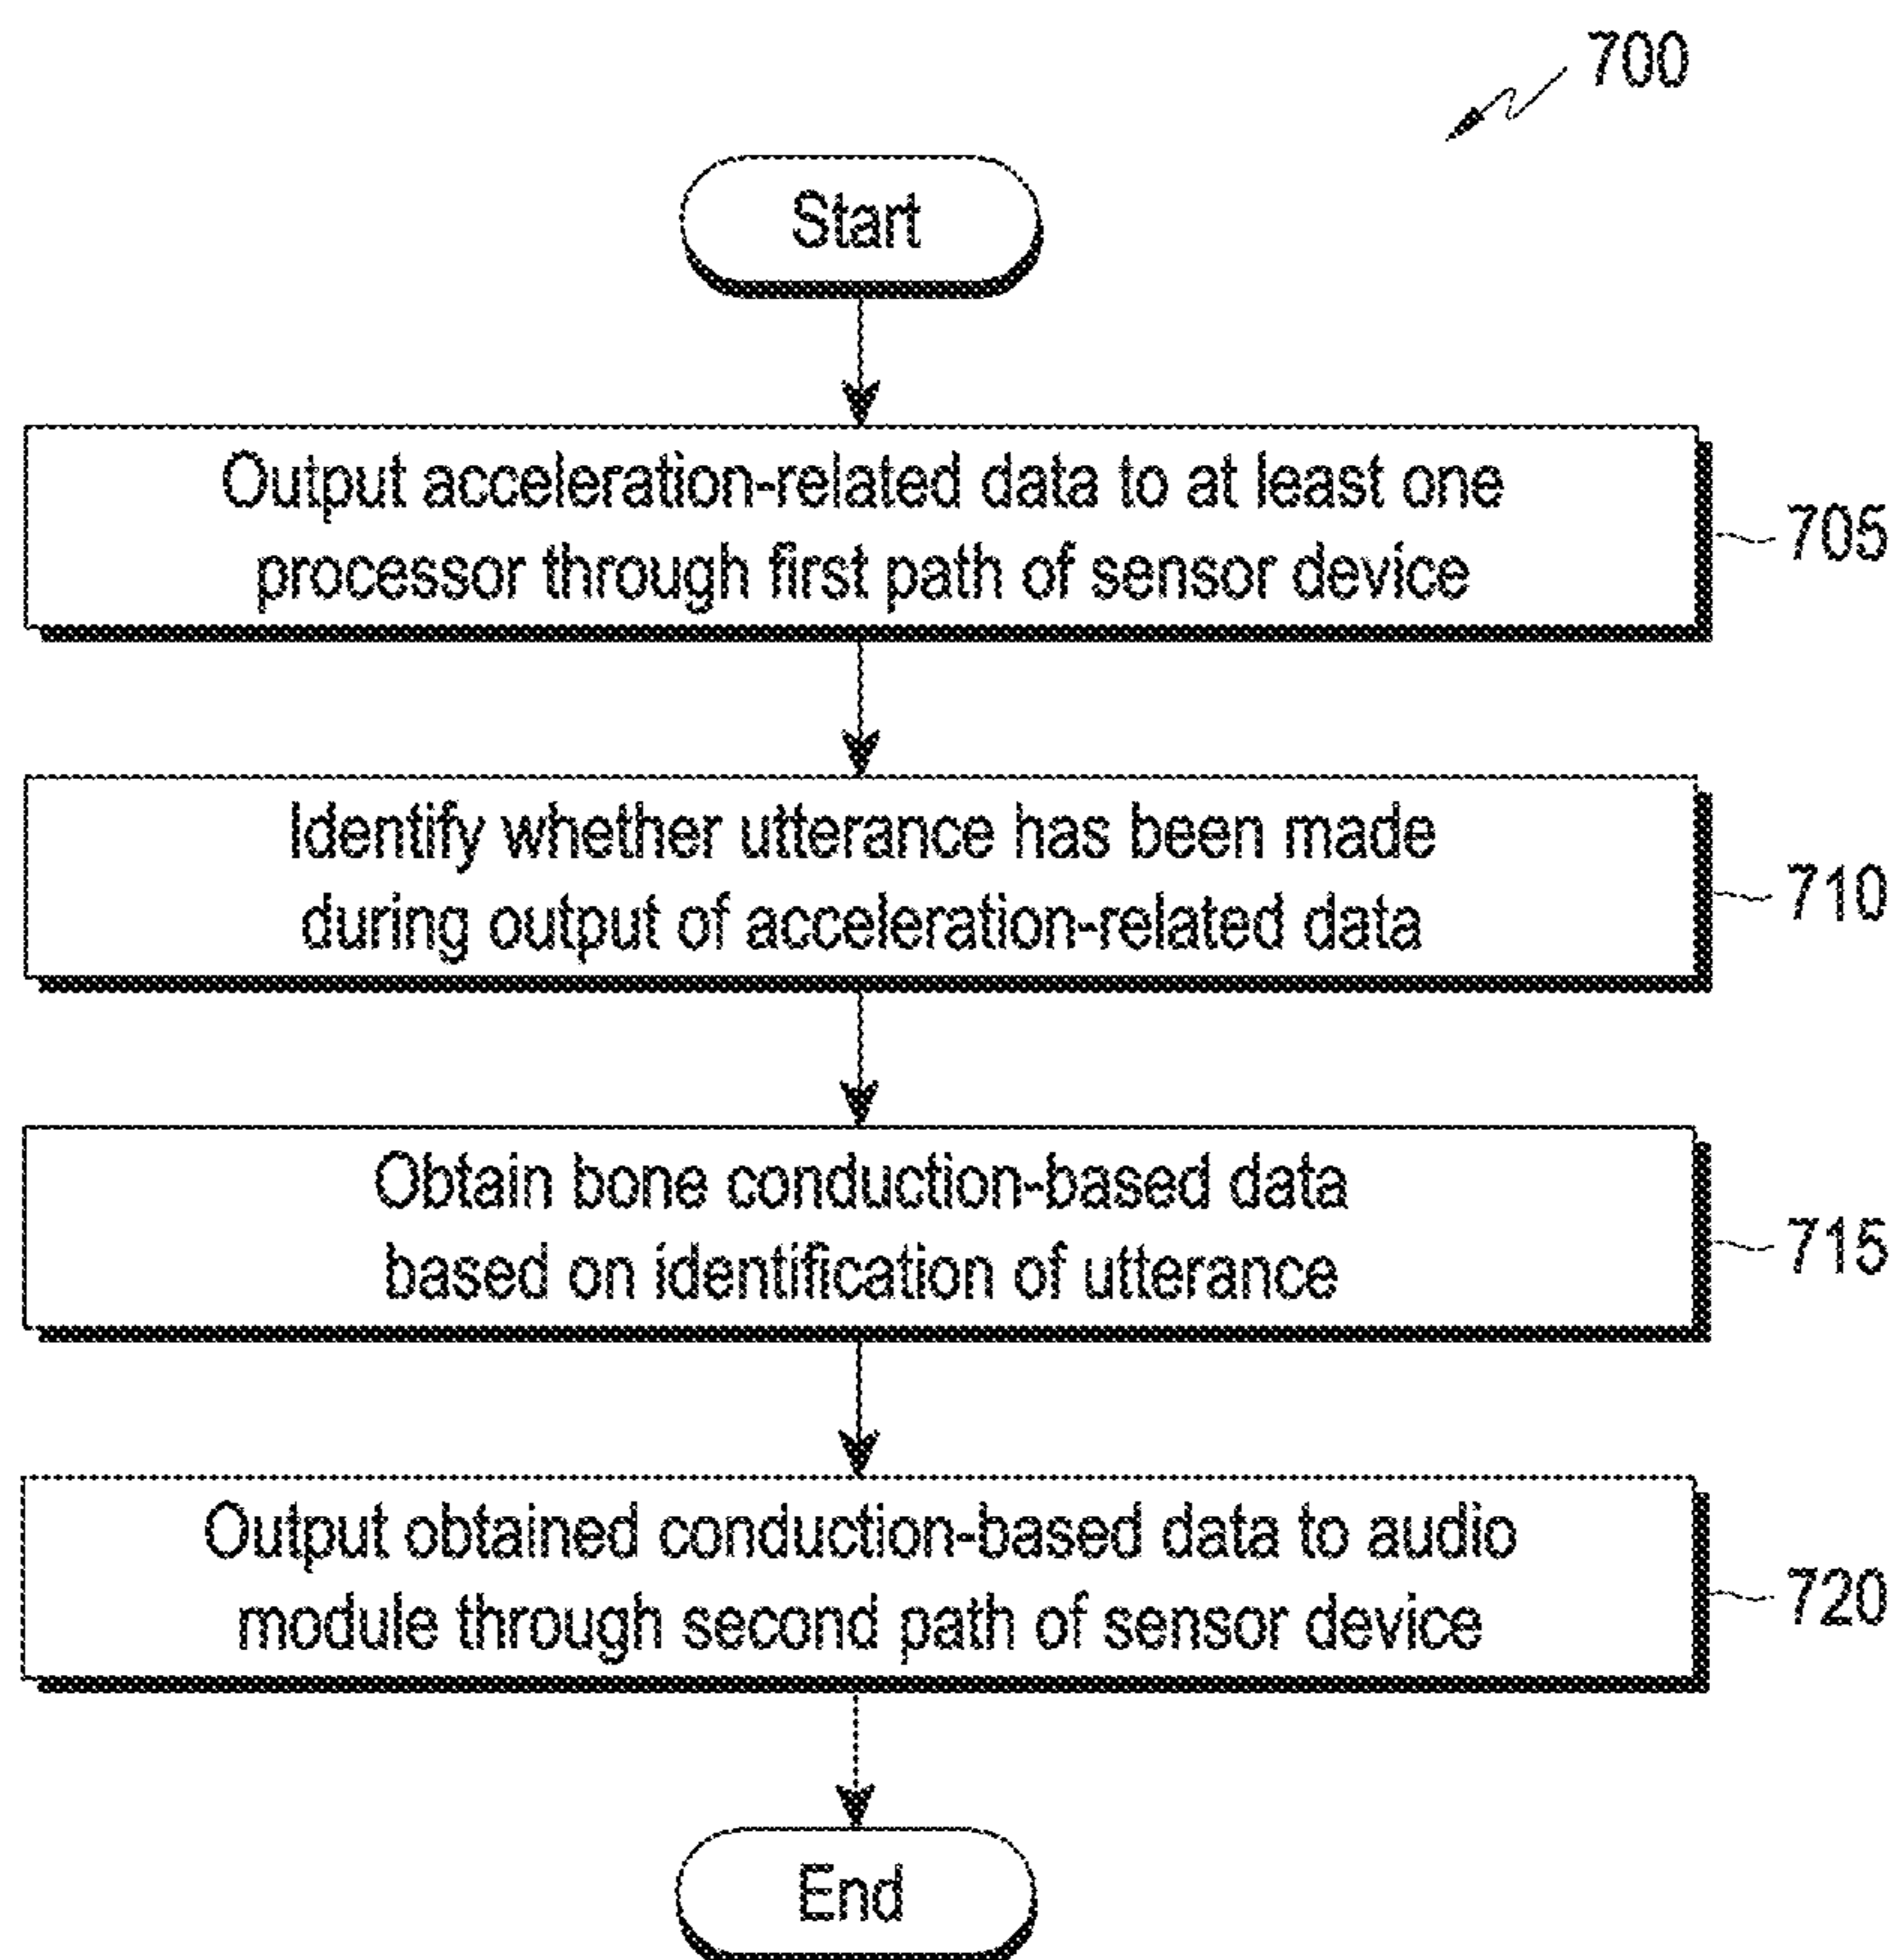 700
Start
Output acceleration-related data to at least one
processor through first path of sensor device
705
Identify whether utterance has been made
during output of acceleration-related data
710
Obtain bone conduction-based data
based on identification of utterance
715
Output obtained conduction-based data to audio
module through second path of sensor device
720
End